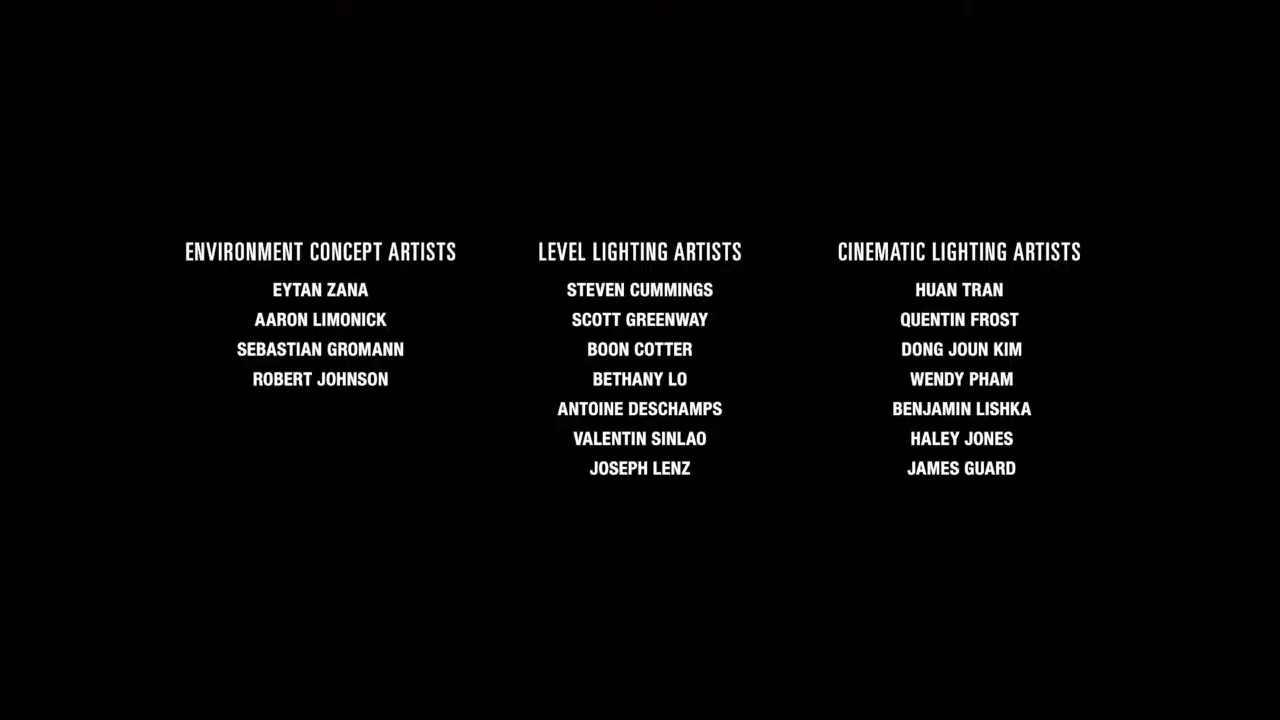 ENVIRONMENT CONCEPT ARTISTS
EYTAN ZANA
AARON LIMONICK
SEBASTIAN GROMANN
ROBERT JOHNSON
LEVEL LIGHTING ARTISTS
STEVEN CUMMINGS
SCOTT GREENWAY
BOON COTTER
BETHANY LO
ANTOINE DESCHAMPS
VALENTIN SINLAO
JOSEPH LENZ
CINEMATIC LIGHTING ARTISTS
HUAN TRAN
QUENTIN FROST
DONG JOUN KIM
WENDY PHAM
BENJAMIN LISHKA
HALEY JONES
JAMES GUARD